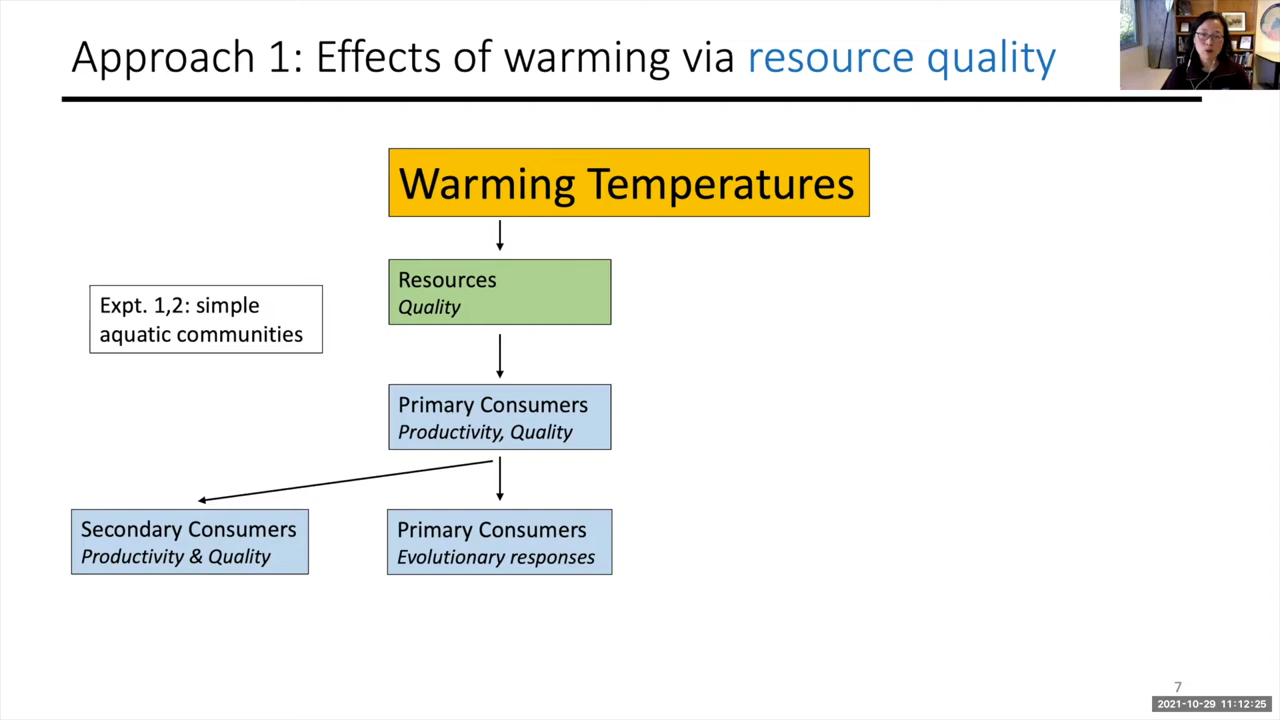 Approach 1: Effects of warming via resource quality
Warming Temperatures
Resources
Quality
Expt. 1,2: simple
aquatic communities
Primary Consumers
Productivity, Quality
Secondary Consumers
Productivity & Quality
Primary Consumers
Evolutionary responses
7
2021-10-29 11:12:25